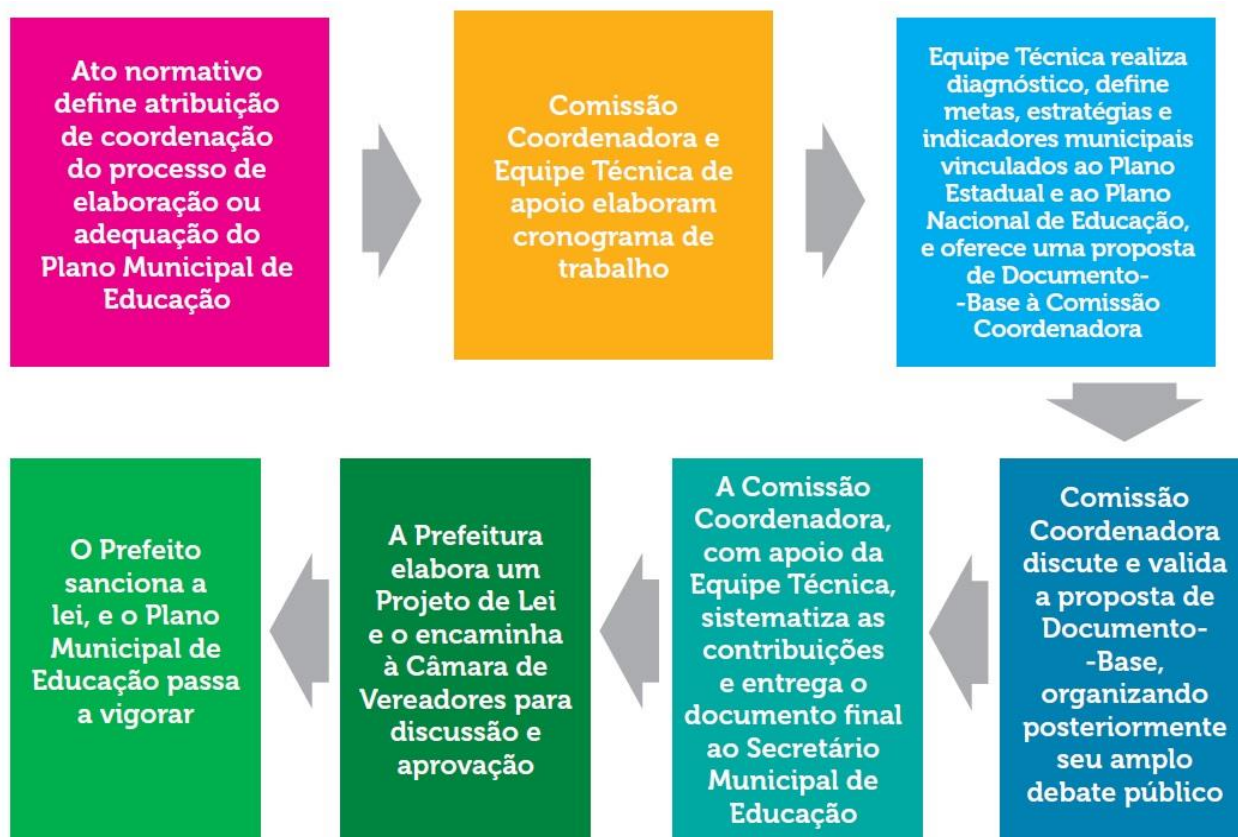 Ato normativo
define atribuição
de coordenação
do processo de
elaboração ou
adequação do
Plano Municipal de
Educação
Comissão
Coordenadora e
Equipe Técnica de
apoio elaboram
cronograma de
trabalho
Equipe Técnica realiza
diagnóstico, define
metas, estratégias e
indicadores municipais
vinculados ao Plano
Estadual e ao Plano
Nacional de Educação,
e oferece uma proposta
de Documento-
-Base à Comissão
Coordenadora
Comissão
Coordenadora
discute e valida
a proposta de
Documento-
-Base,
organizando
posteriormente
seu amplo
debate público
A Comissão
Coordenadora,
com apoio da
Equipe Técnica,
sistematiza as
contribuições
e entrega o
documento final
ao Secretário
Municipal de
Educação
A Prefeitura
elabora um
Projeto de Lei
e o encaminha
à Câmara de
Vereadores para
discussão e
aprovação
O Prefeito
sanciona a
lei, e o Plano
Municipal de
Educação passa
a vigorar